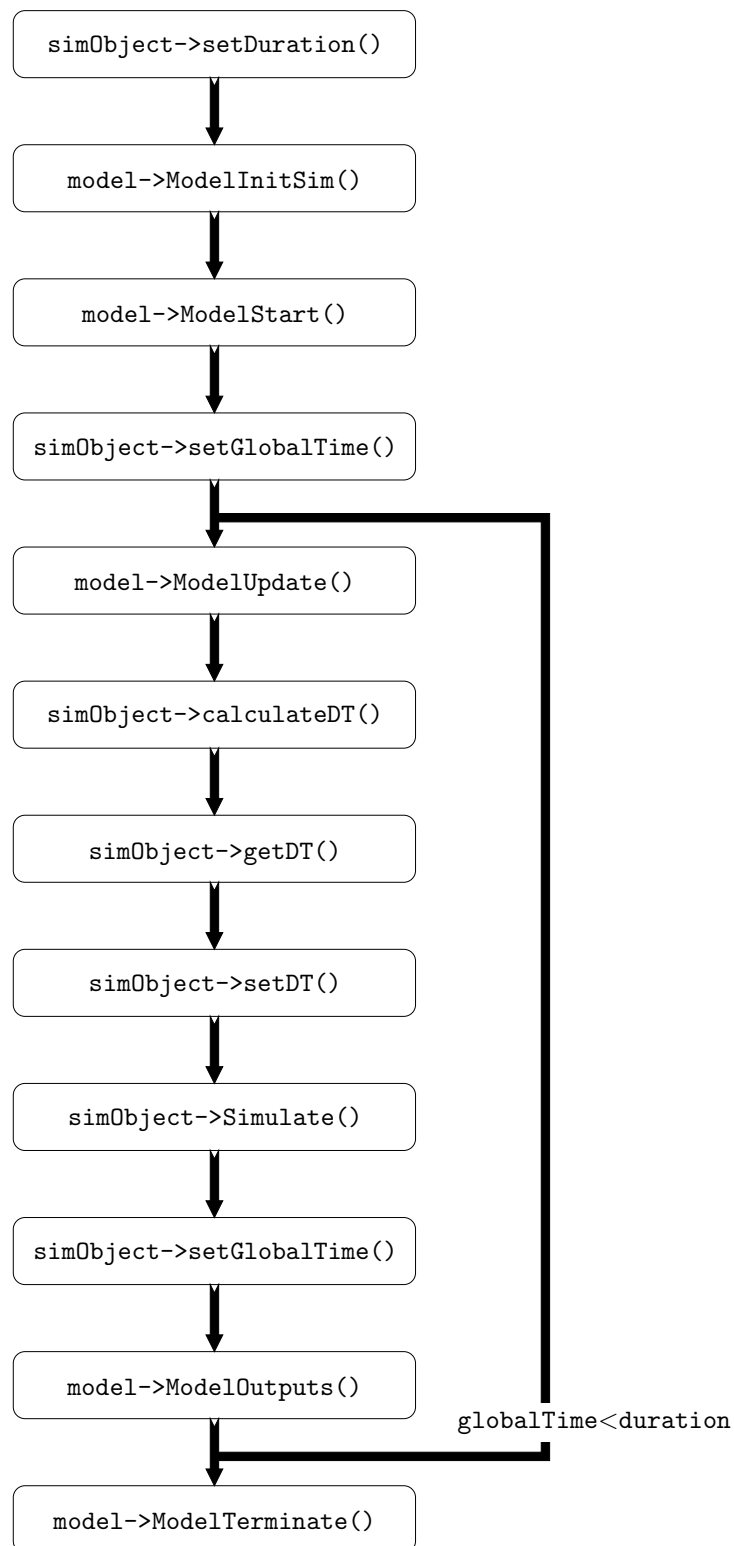 simObject->setDuration()
model->ModelInitSim()
model->ModelStart()
simObject->setGlobalTime()
model->ModelUpdate()
simObject->calculateDT()
simObject->getDT()
simObject->setDT()
simObject->Simulate()
simObject->setGlobalTime()
model->ModelOutputs()
globalTime<duration
model->ModelTerminate()